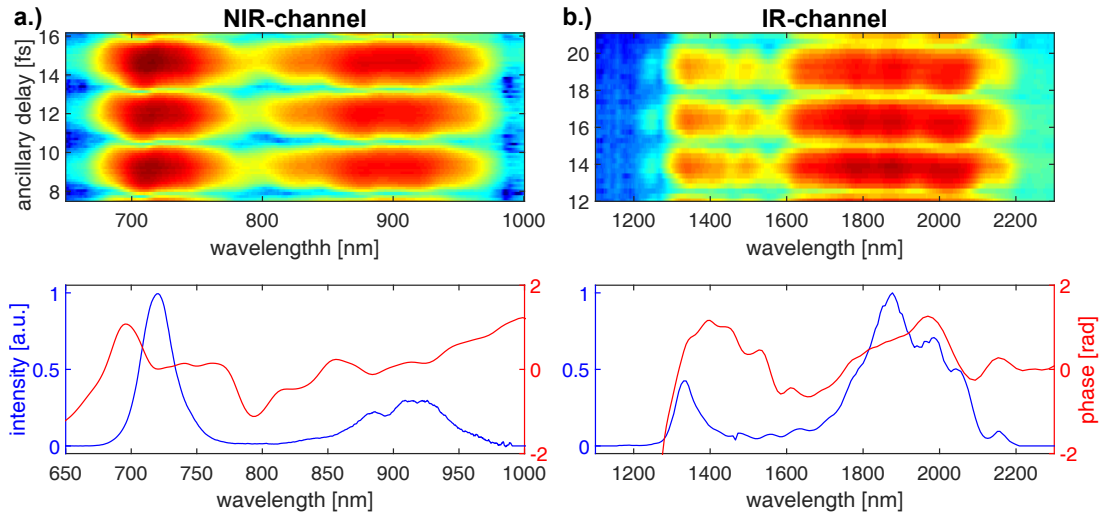 a.) NIR-channel
b.) IR-channel
ancillary delay [fs]
16
14
12
10
8
700 800 900 1000
wavelengthh [nm]
20
18
16
14
12
1200 1400 1600 1800 2000 2200
wavelength [nm]
intensity [a.u.]
1
0.5
0
2
0
-2
650 700 750 800 850 900 950 1000
wavelength [nm]
1
0.5
0
2
0
-2
phase [rad]
1200 1400 1600 1800 2000 2200
wavelength [nm]